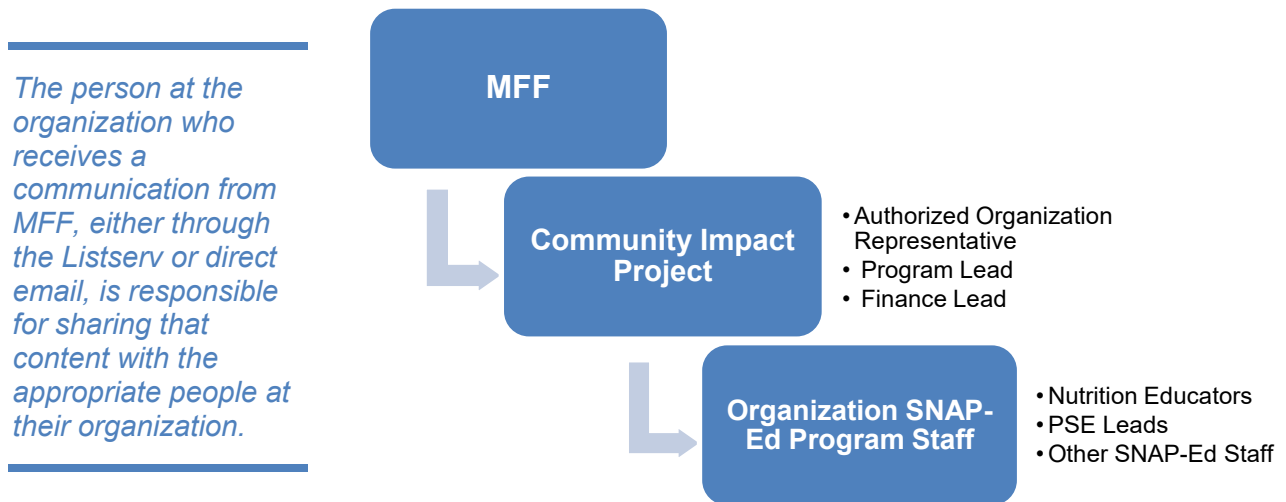 The person at the
organization who
receives a
communication from
MFF, either through
the Listserv or direct
email, is responsible
for sharing that
content with the
appropriate people at
their organization.
MFF
Community Impact
Project
• Authorized Organization
Representative
• Program Lead
• Finance Lead
Organization SNAP-
Ed Program Staff
• Nutrition Educators
• PSE Leads
• Other SNAP-Ed Staff